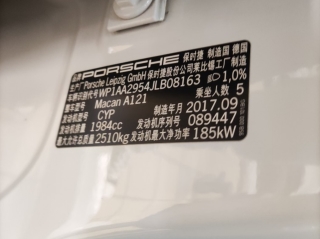 品牌 PORSCHE 保时捷 制造国 德国
生产厂 Porsche Leipzig GmbH 保时捷股份公司莱比锡工厂制造
车辆识别代号 WP1AA2954JLB08163 1,0%
车型 Macan A121 乘坐人数 5
发动机型号 CYP 制造年月 2017.09
发动机排量 1984cc 发动机序列号 089447
最大允许总质量 2510kg 发动机最大净功率 185kW